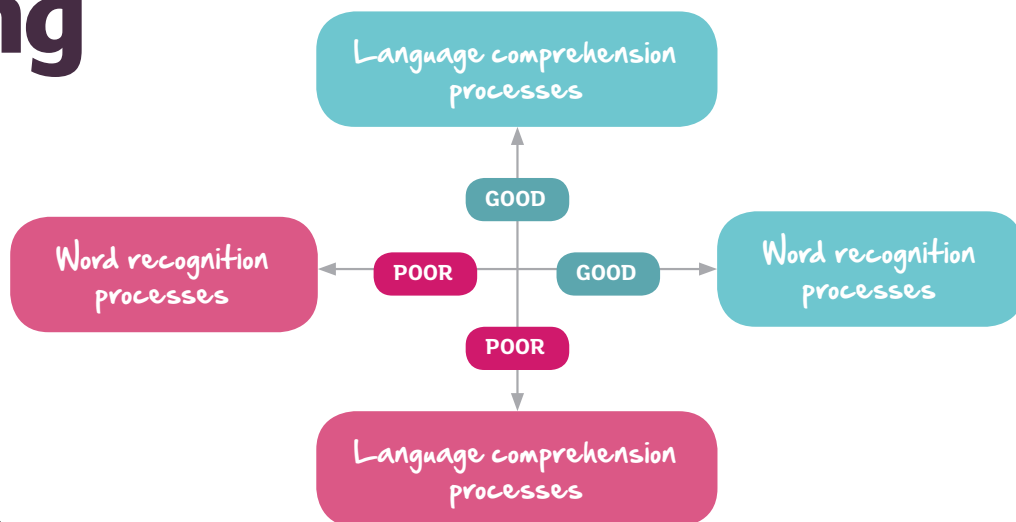 ng
Language comprehension
processes
GOOD
Word recognition
processes
POOR
GOOD
Word recognition
processes
POOR
Language comprehension
processes